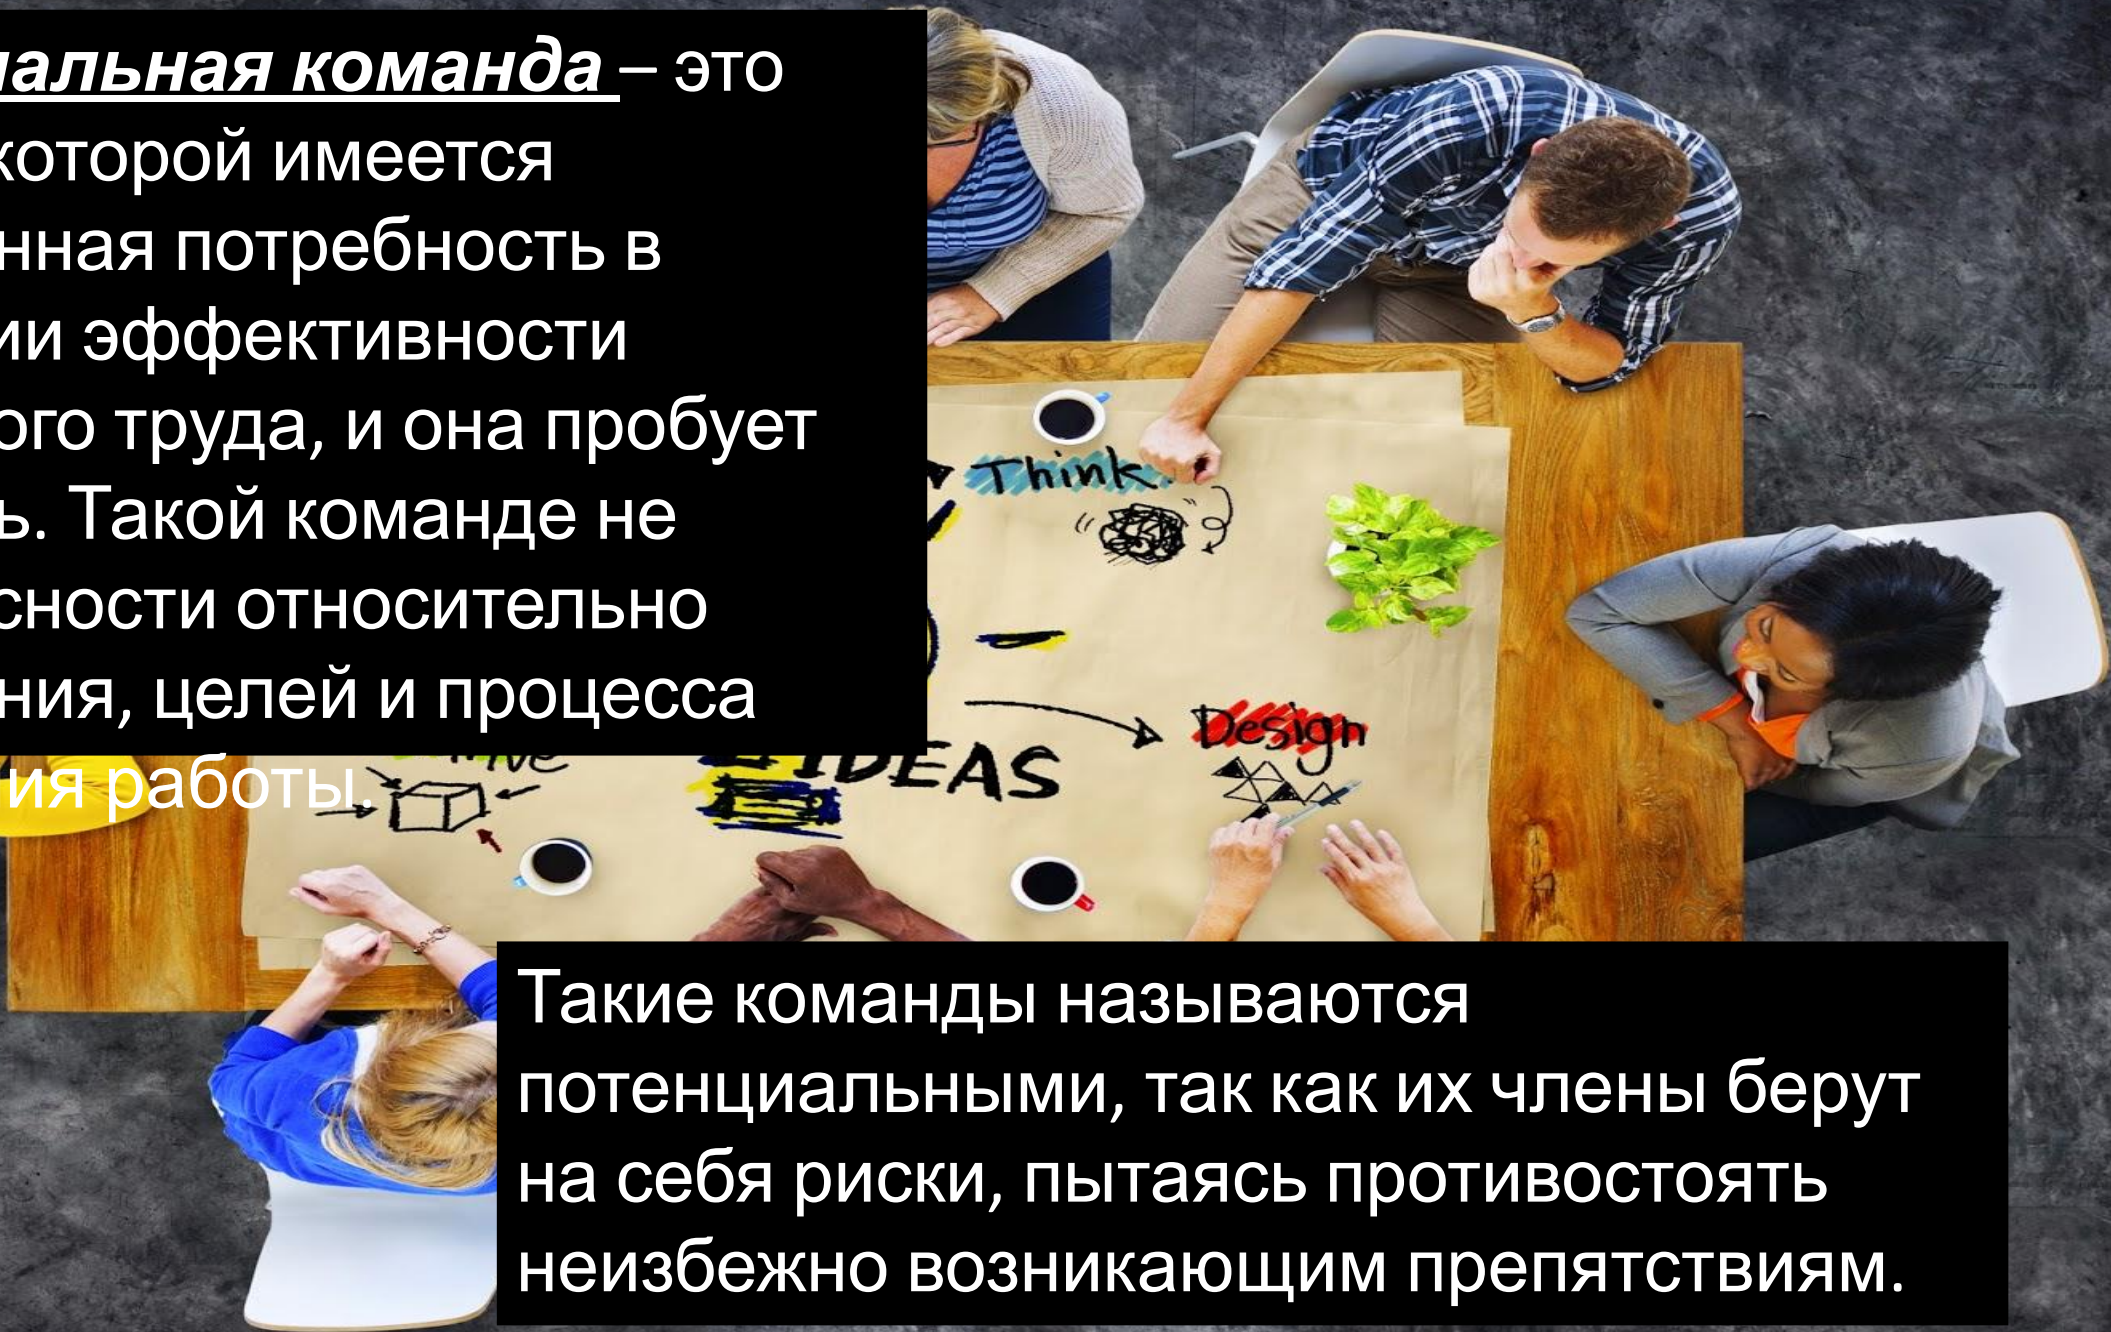 альная команда – это
которой имеется
нная потребность в
ии эффективности
ого труда, и она пробует
ь. Такой команде не
сности относительно
ния, целей и процесса
ия работы.
Think.
Design
IDEAS
Такие команды называются
потенциальными, так как их члены берут
на себя риски, пытаясь противостоять
неизбежно возникающим препятствиям.